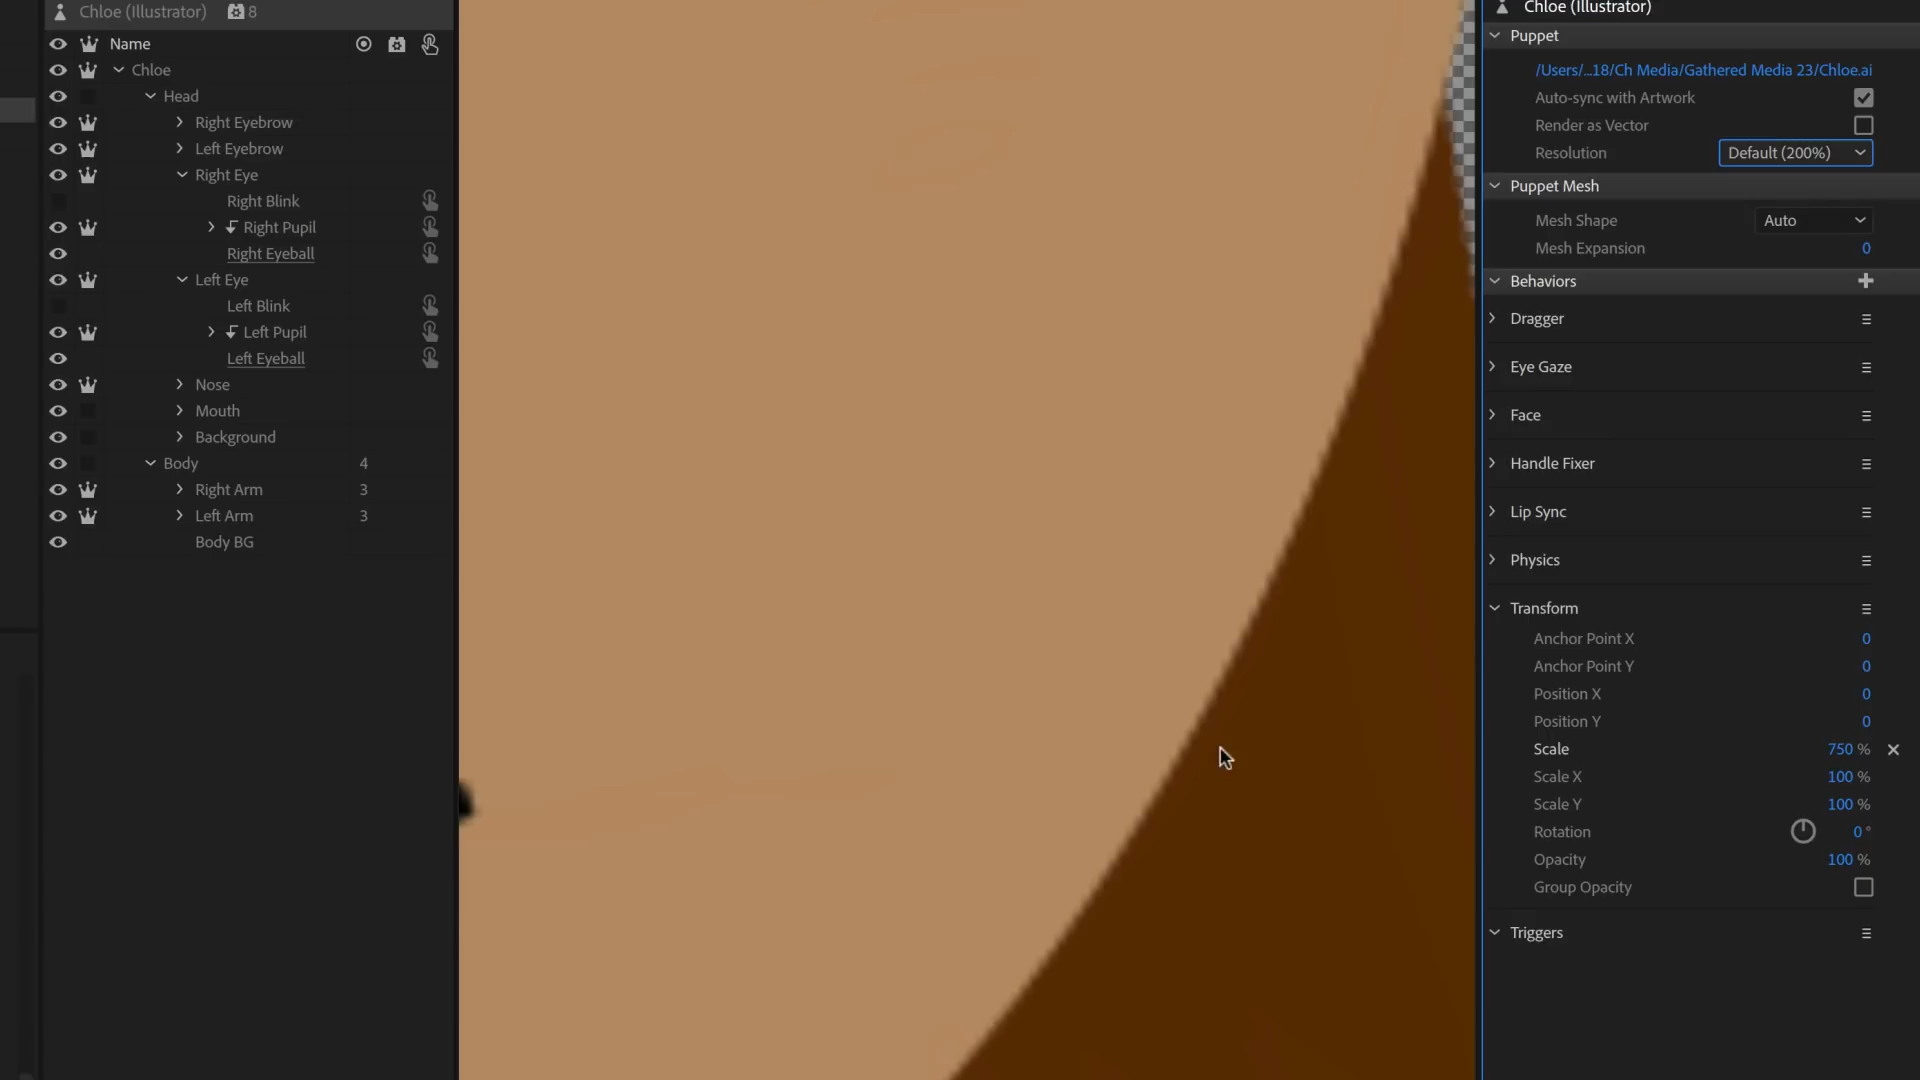 Chloe (Illustrator) 8
Name
Chloe
Head
Right Eyebrow
Left Eyebrow
Right Eye
Right Blink
Right Pupil
Right Eyeball
Left Eye
Left Blink
Left Pupil
Left Eyeball
Nose
Mouth
Background
Body 4
Right Arm 3
Left Arm 3
Body BG
Chloe (Illustrator)
Puppet
/Users/...18/Ch Media/Gathered Media 23/Chloe.ai
Auto-sync with Artwork
Render as Vector
Resolution Default (200%)
Puppet Mesh
Mesh Shape Auto
Mesh Expansion 0
Behaviors
Dragger
Eye Gaze
Face
Handle Fixer
Lip Sync
Physics
Transform
Anchor Point X 0
Anchor Point Y 0
Position X 0
Position Y 0
Scale 750 %
Scale X 100 %
Scale Y 100 %
Rotation 0 °
Opacity 100 %
Group Opacity
Triggers